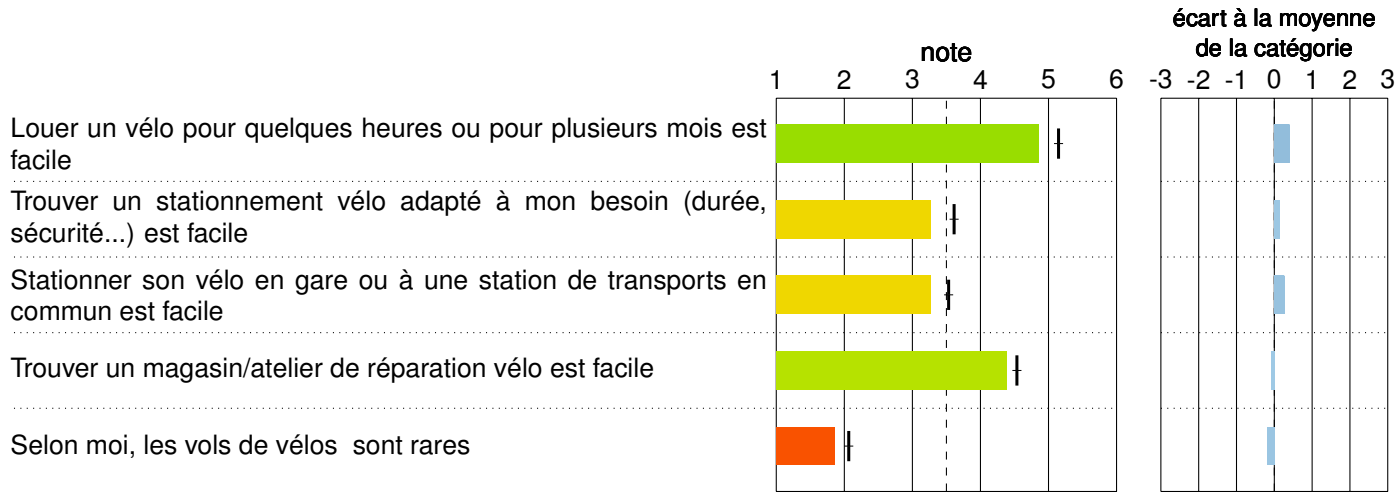 écart à la moyenne
note de la catégorie
1 2 3 4 5 6 -3 -2 -1 0 1 2 3
Louer un vélo pour quelques heures ou pour plusieurs mois est
facile
Trouver un stationnement vélo adapté à mon besoin (durée,
sécurité...) est facile
Stationner son vélo en gare ou à une station de transports en
commun est facile
Trouver un magasin/atelier de réparation vélo est facile
Selon moi, les vols de vélos sont rares